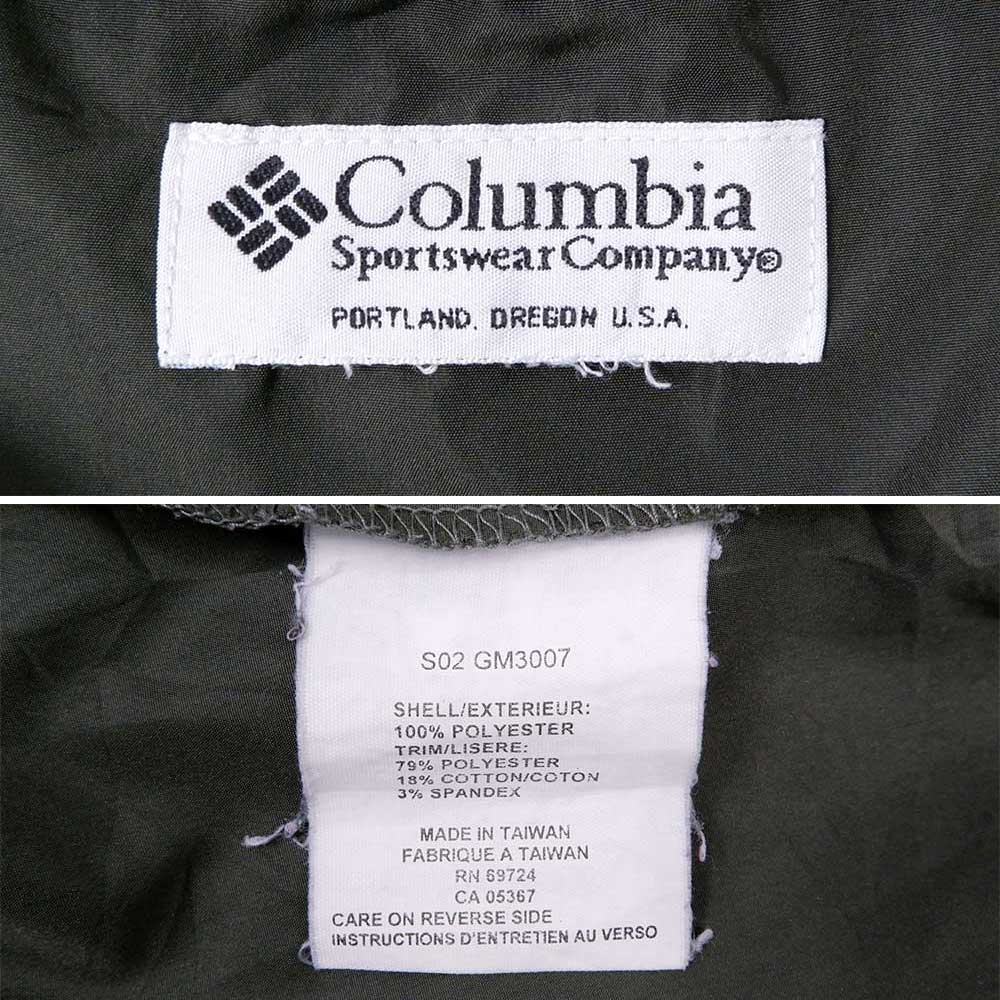 Columbia
Sportswear Company®
PORTLAND, OREGON U.S.A.
S02 GM3007
SHELL/EXTERIEUR:
100% POLYESTER
TRIM/LISERE:
79% POLYESTER
18% COTTON/COTON
3% SPANDEX
MADE IN TAIWAN
FABRIQUE A TAIWAN
RN 69724
CA 05367
CARE ON REVERSE SIDE
INSTRUCTIONS D'ENTRETIEN AU VERSO